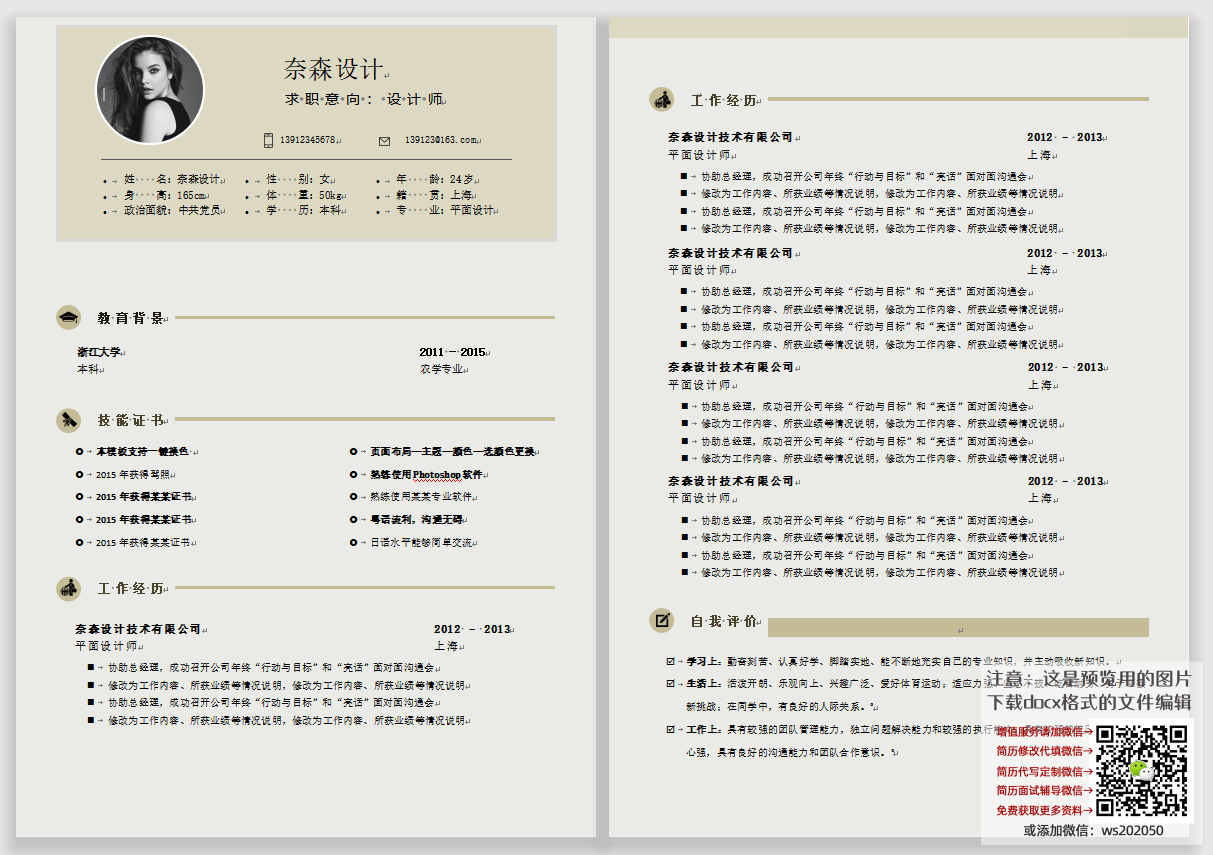 奈森设计
求职意向：设计师
13912345678 1391230163.com
姓 名：奈森设计 性 别：女 年 龄：24岁
身 高：165cm 体 重：50kg 籍 贯：上海
政治面貌：中共党员 学 历：本科 专 业：平面设计
教育背景
浙江大学 2011 – 2015
本科 农学专业
技能证书
本模板支持一键换色 页面布局—主题—颜色—选颜色更换
2015 年获得驾照 熟练使用 Photoshop 软件
2015 年获得某某证书 熟练使用某某专业软件
2015 年获得某某证书 粤语流利，沟通无碍
2015 年获得某某证书 日语水平能够简单交流
工作经历
奈森设计技术有限公司 2012 - 2013
平面设计师 上海
■ 协助总经理，成功召开公司年终“行动与目标”和“亮话”面对面沟通会
■ 修改为工作内容、所获业绩等情况说明，修改为工作内容、所获业绩等情况说明
■ 协助总经理，成功召开公司年终“行动与目标”和“亮话”面对面沟通会
■ 修改为工作内容、所获业绩等情况说明，修改为工作内容、所获业绩等情况说明
工作经历
奈森设计技术有限公司 2012 - 2013
平面设计师 上海
■ 协助总经理，成功召开公司年终“行动与目标”和“亮话”面对面沟通会
■ 修改为工作内容、所获业绩等情况说明，修改为工作内容、所获业绩等情况说明
■ 协助总经理，成功召开公司年终“行动与目标”和“亮话”面对面沟通会
■ 修改为工作内容、所获业绩等情况说明，修改为工作内容、所获业绩等情况说明
奈森设计技术有限公司 2012 - 2013
平面设计师 上海
■ 协助总经理，成功召开公司年终“行动与目标”和“亮话”面对面沟通会
■ 修改为工作内容、所获业绩等情况说明，修改为工作内容、所获业绩等情况说明
■ 协助总经理，成功召开公司年终“行动与目标”和“亮话”面对面沟通会
■ 修改为工作内容、所获业绩等情况说明，修改为工作内容、所获业绩等情况说明
奈森设计技术有限公司 2012 - 2013
平面设计师 上海
■ 协助总经理，成功召开公司年终“行动与目标”和“亮话”面对面沟通会
■ 修改为工作内容、所获业绩等情况说明，修改为工作内容、所获业绩等情况说明
■ 协助总经理，成功召开公司年终“行动与目标”和“亮话”面对面沟通会
■ 修改为工作内容、所获业绩等情况说明，修改为工作内容、所获业绩等情况说明
奈森设计技术有限公司 2012 - 2013
平面设计师 上海
■ 协助总经理，成功召开公司年终“行动与目标”和“亮话”面对面沟通会
■ 修改为工作内容、所获业绩等情况说明，修改为工作内容、所获业绩等情况说明
■ 协助总经理，成功召开公司年终“行动与目标”和“亮话”面对面沟通会
■ 修改为工作内容、所获业绩等情况说明，修改为工作内容、所获业绩等情况说明
自我评价
学习上：勤奋刻苦、认真好学、脚踏实地、能不断地充实自己的专业知识，并主动吸收新知识。
生活上：活泼开朗、乐观向上、兴趣广泛、爱好体育运动；适应力
新挑战；在同学中，有良好的人际关系。
工作上：具有较强的团队管理能力，独立问题解决能力和较强的执行
心强，具有良好的沟通能力和团队合作意识。
注意：这是预览用的图片
下载docx格式的文件编辑
增值服务请加微信→
简历修改代填微信→
简历代写定制微信→
简历面试辅导微信→
免费获取更多资料→
或添加微信：ws202050